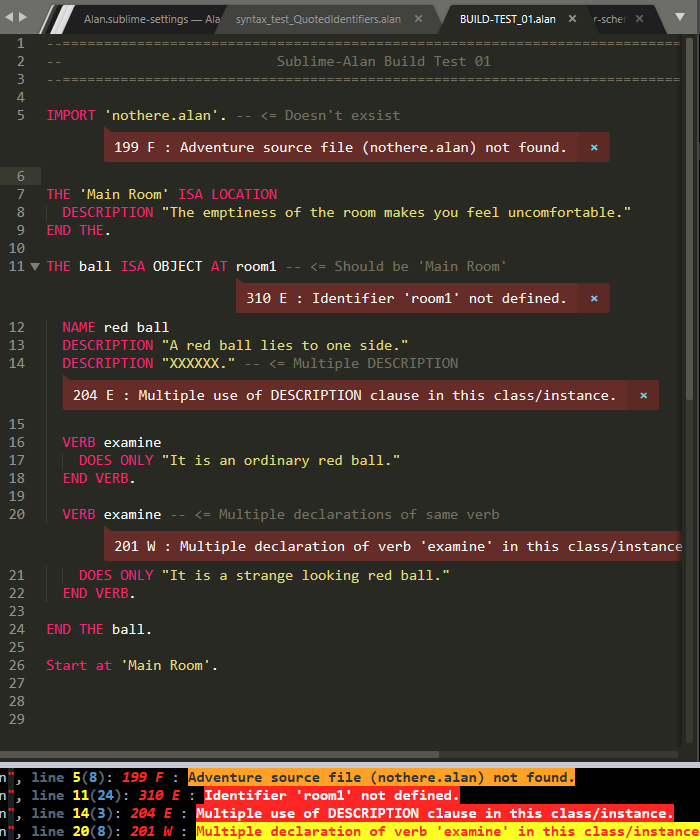 Alan.sublime-settings — Ala
syntax_test_QuotedIdentifiers.alan ×
BUILD-TEST_01.alan ×
r-sche ×
1 --=============================================================================
2 -- Sublime-Alan Build Test 01
3 --=============================================================================
4
5 IMPORT 'nothere.alan'. -- <= Doesn't exsist
199 F : Adventure source file (nothere.alan) not found. ×
6
7 THE 'Main Room' ISA LOCATION
8 DESCRIPTION "The emptiness of the room makes you feel uncomfortable."
9 END THE.
10
11 THE ball ISA OBJECT AT room1 -- <= Should be 'Main Room'
310 E : Identifier 'room1' not defined. ×
12 NAME red ball
13 DESCRIPTION "A red ball lies to one side."
14 DESCRIPTION "XXXXXX." -- <= Multiple DESCRIPTION
204 E : Multiple use of DESCRIPTION clause in this class/instance. ×
15
16 VERB examine
17 DOES ONLY "It is an ordinary red ball."
18 END VERB.
19
20 VERB examine -- <= Multiple declarations of same verb
201 W : Multiple declaration of verb 'examine' in this class/instance
21 DOES ONLY "It is a strange looking red ball."
22 END VERB.
23
24 END THE ball.
25
26 Start at 'Main Room'.
27
28
29
n", line 5(8): 199 F : Adventure source file (nothere.alan) not found.
n", line 11(24): 310 E : Identifier 'room1' not defined.
n", line 14(3): 204 E : Multiple use of DESCRIPTION clause in this class/instance.
n", line 20(8): 201 W : Multiple declaration of verb 'examine' in this class/instance